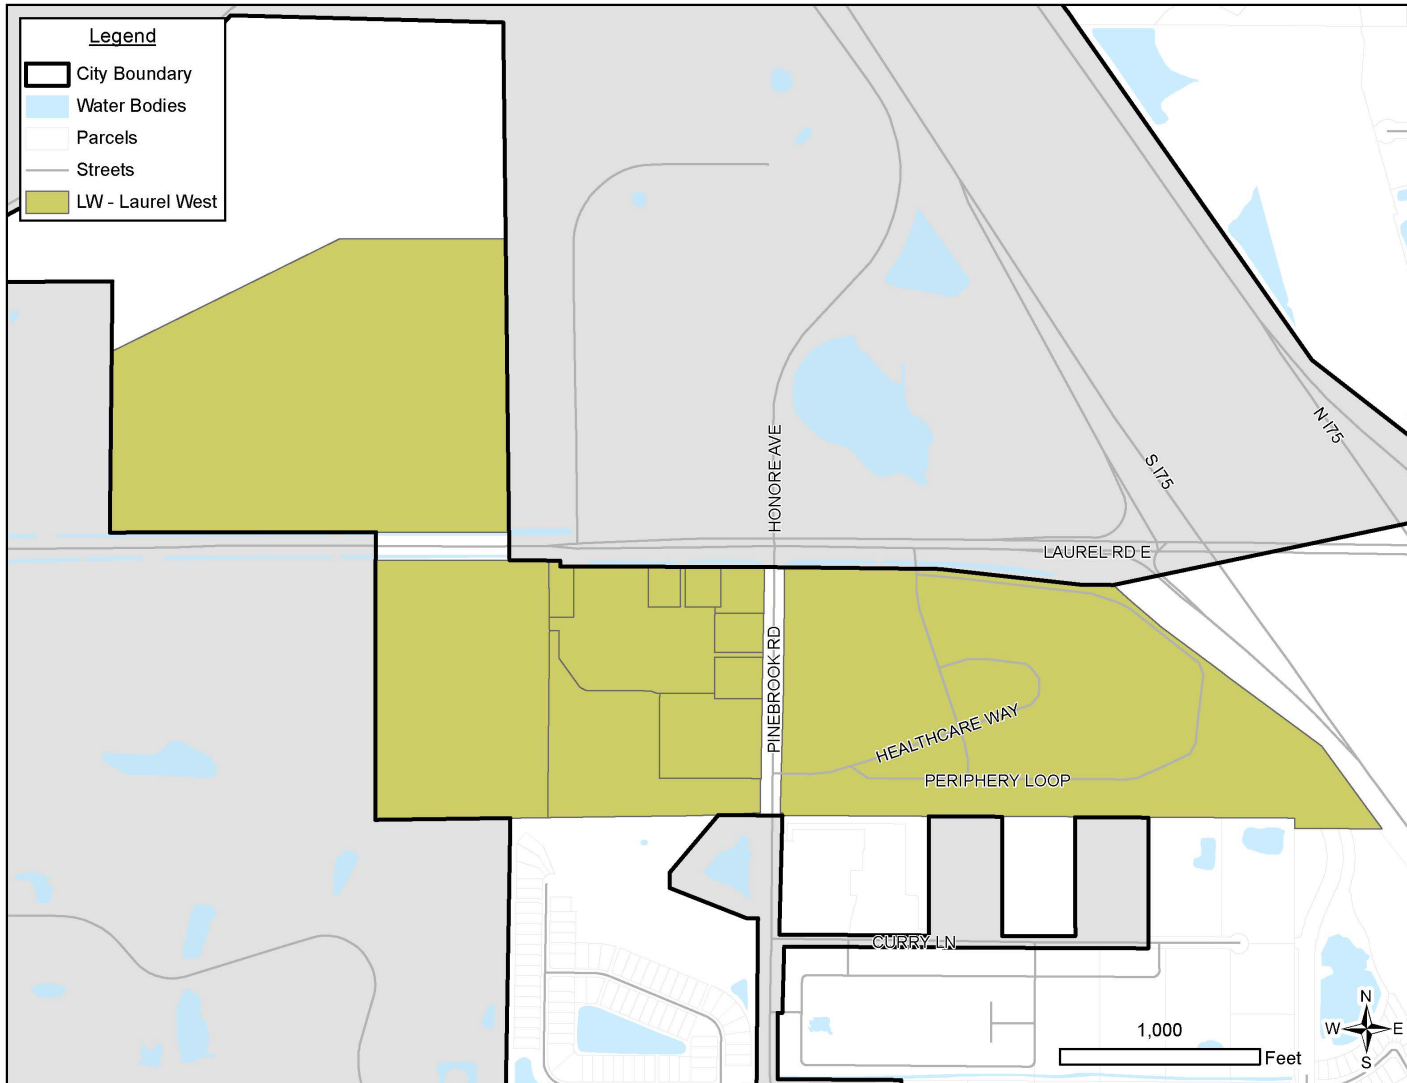 Legend
City Boundary
Water Bodies
Parcels
Streets
LW - Laurel West
HONORE AVE
N I75
S I75
LAUREL RD E
PINEBROOK RD
HEALTHCARE WAY
PERIPHERY LOOP
CURRY LN
N
W
E
S
1,000
Feet